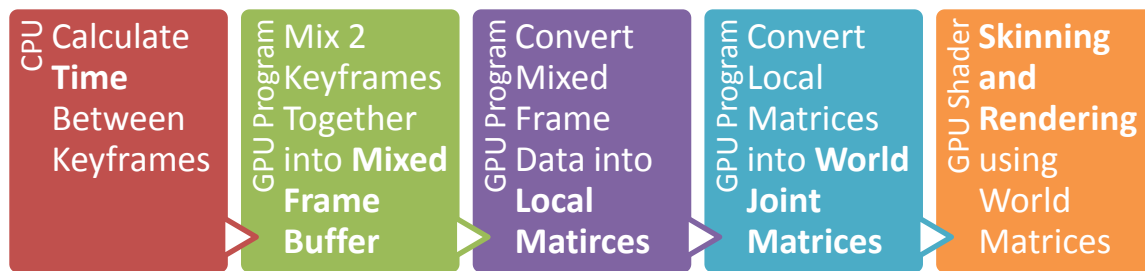 CPU
Calculate
Time
Between
Keyframes
GPU Program
Mix 2
Keyframes
Together
into Mixed
Frame
Buffer
GPU Program
Convert
Mixed
Frame
Data into
Local
Matirces
GPU Program
Convert
Local
Matrices
into World
Joint
Matrices
GPU Shader
Skinning
and
Rendering
using
World
Matrices